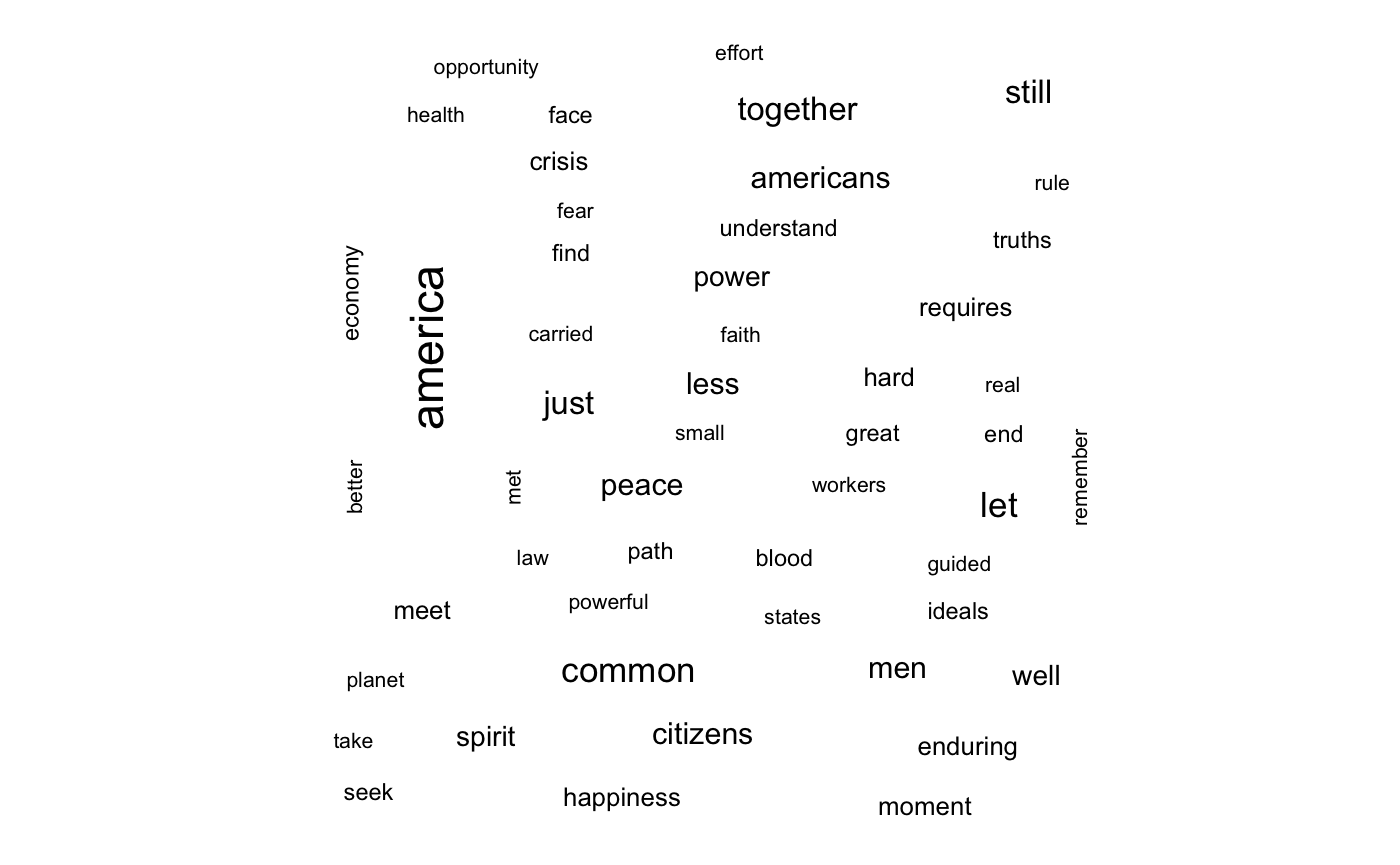 effort
opportunity
still
together
health
face
crisis
americans
rule
fear
understand
truths
find
power
economy
america
requires
carried
faith
hard
less
real
just
small
great
end
remember
better
met
peace
workers
let
law
path
blood
guided
powerful
meet
states
ideals
common
men
well
planet
take
spirit
citizens
enduring
seek
happiness
moment